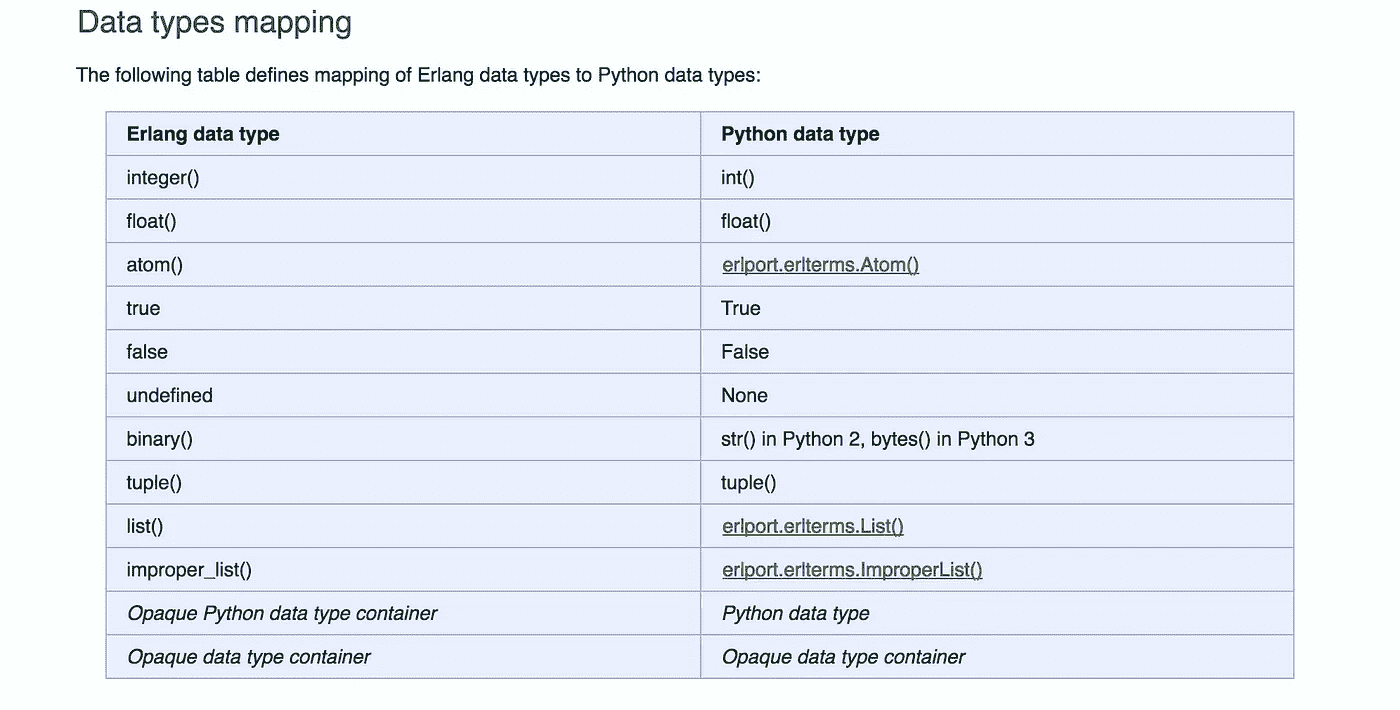 Data types mapping
The following table defines mapping of Erlang data types to Python data types:
Erlang data type Python data type
integer() int()
float() float()
atom() erlport.erlterms.Atom()
true True
false False
undefined None
binary() str() in Python 2, bytes() in Python 3
tuple() tuple()
list() erlport.erlterms.List()
improper_list() erlport.erlterms.ImproperList()
Opaque Python data type container Python data type
Opaque data type container Opaque data type container